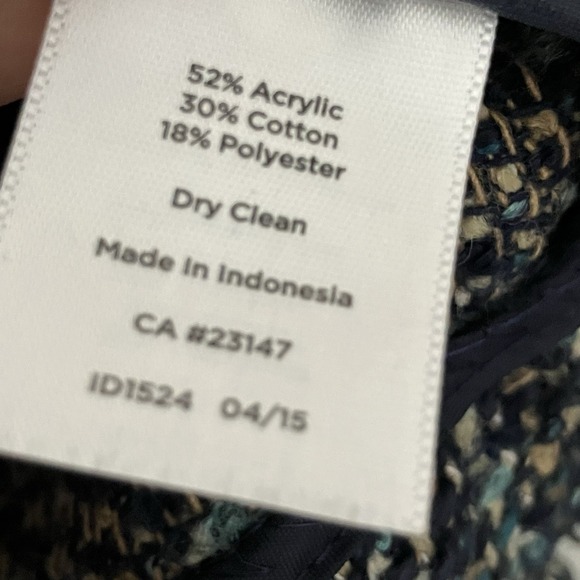 52% Acrylic
30% Cotton
18% Polyester
Dry Clean
Made In Indonesia
CA #23147
ID1524 04/15